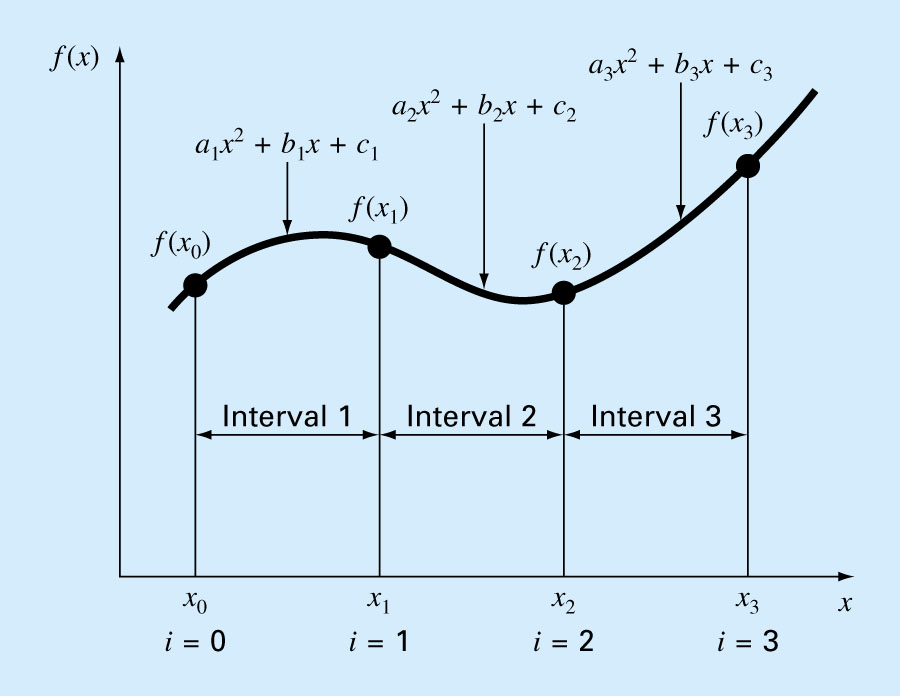 f(x)
a₃x² + b₃x + c₃
a₂x² + b₂x + c₂
f(x₃)
a₁x² + b₁x + c₁
f(x₁)
f(x₀)
f(x₂)
Interval 1 Interval 2 Interval 3
x₀ x₁ x₂ x₃ x
i = 0 i = 1 i = 2 i = 3